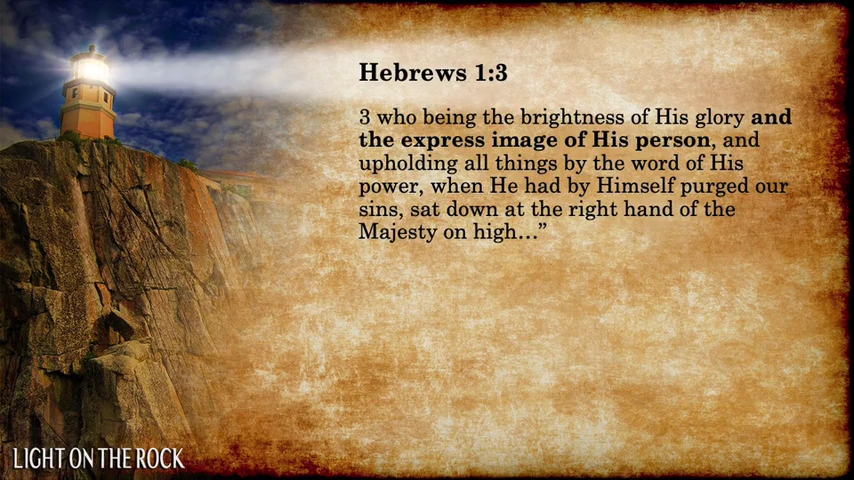 Hebrews 1:3
3 who being the brightness of His glory and
the express image of His person, and
upholding all things by the word of His
power, when He had by Himself purged our
sins, sat down at the right hand of the
Majesty on high…”
LIGHT ON THE ROCK